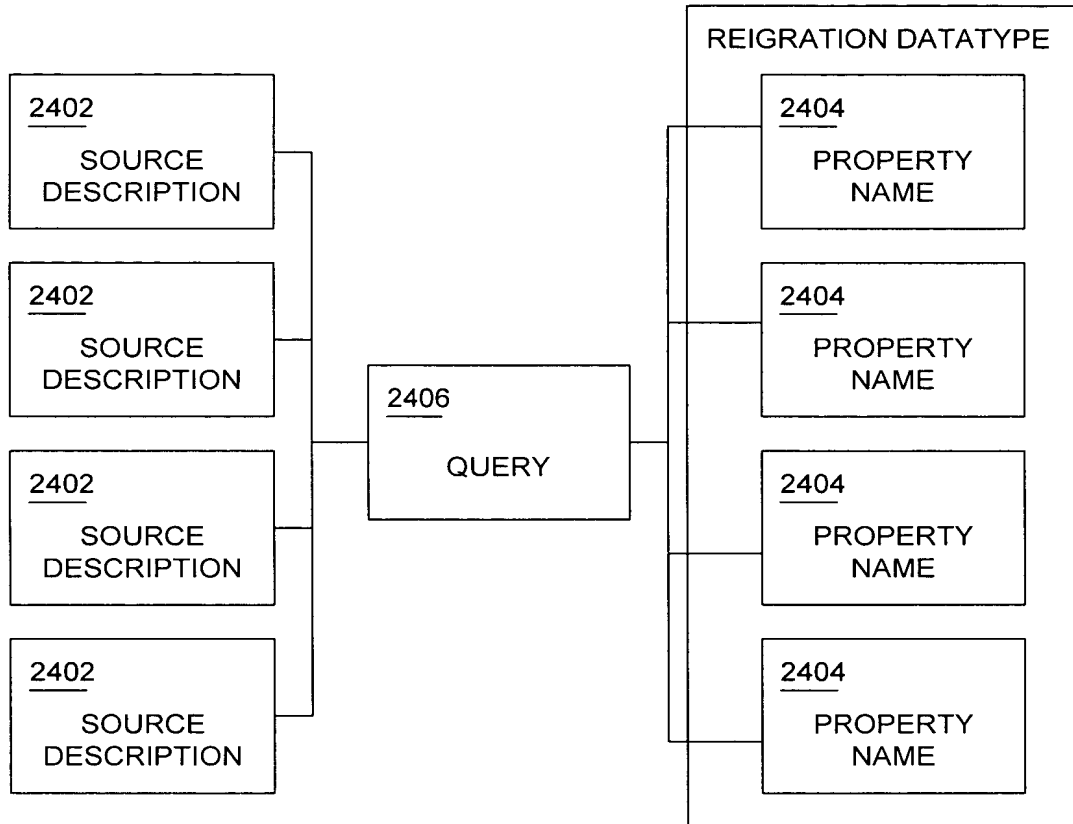 REIGRATION DATATYPE
2402
SOURCE
DESCRIPTION
2402
SOURCE
DESCRIPTION
2402
SOURCE
DESCRIPTION
2402
SOURCE
DESCRIPTION
2406
QUERY
2404
PROPERTY
NAME
2404
PROPERTY
NAME
2404
PROPERTY
NAME
2404
PROPERTY
NAME